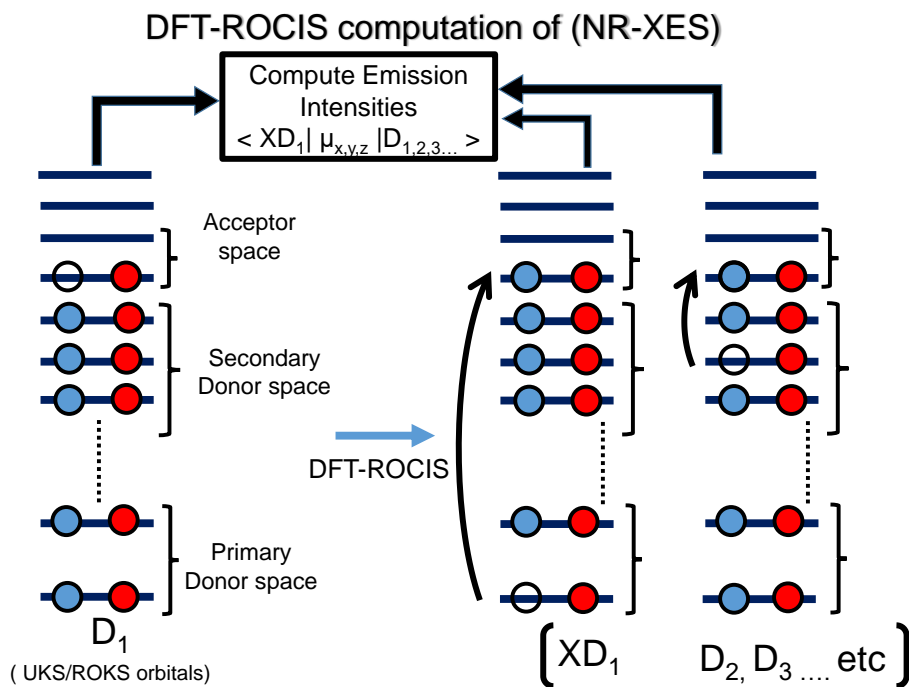 DFT-ROCIS computation of (NR-XES)
Compute Emission
Intensities
< XD₁| μₓ,ᵧ,z |D₁,₂,₃... >
Acceptor
space
Secondary
Donor space
DFT-ROCIS
Primary
Donor space
D₁
( UKS/ROKS orbitals)
XD₁
D₂, D₃ .... etc